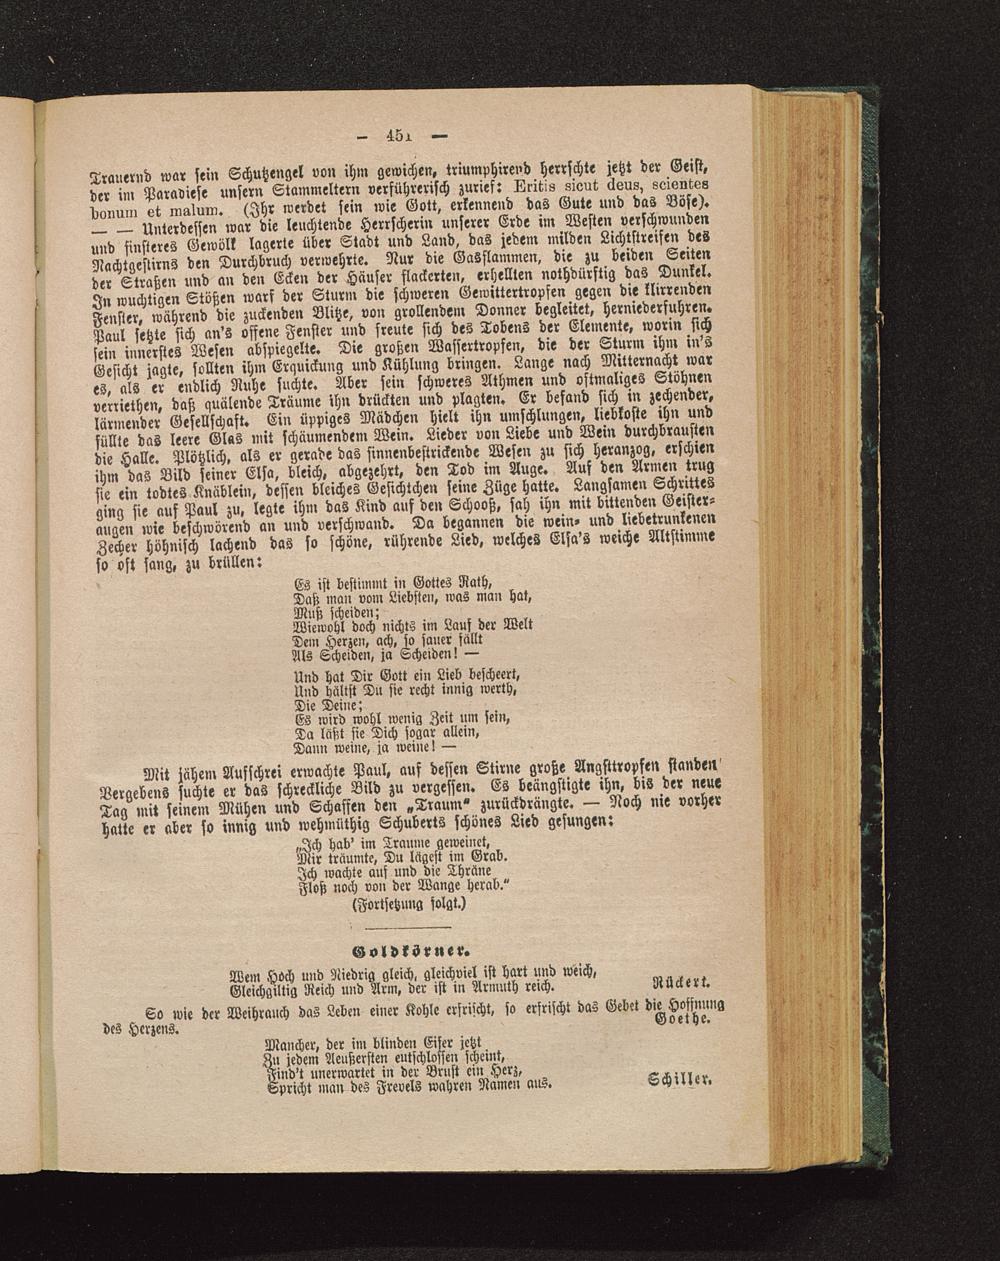 — 451 —
Trauernd war sein Schutzengel von ihm gewichen, triumphirend herrschte jetzt der Geist,
der im Paradiese unsern Stammeltern verführerisch zurief: Eritis sicut deus, scientes
bonum et malum. (Ihr werdet sein wie Gott, erkennend das Gute und das Böse).
— — Unterdessen war die leuchtende Herrscherin unserer Erde im Westen verschwunden
und finsteres Gewölk lagerte über Stadt und Land, das jedem milden Lichtstreifen des
Nachtgestirns den Durchbruch verwehrte. Nur die Gasflammen, die zu beiden Seiten
der Straßen und an den Ecken der Häuser flackerten, erhellten nothdürftig das Dunkel.
In wuchtigen Stößen warf der Sturm die schweren Gewittertropfen gegen die klirrenden
Fenster, während die zuckenden Blitze, von grollendem Donner begleitet, herniederfuhren.
Paul setzte sich an's offene Fenster und freute sich des Tobens der Elemente, worin sich
sein innerstes Wesen abspiegelte. Die großen Wassertropfen, die der Sturm ihm in's
Gesicht jagte, sollten ihm Erquickung und Kühlung bringen. Lange nach Mitternacht war
es, als er endlich Ruhe suchte. Aber sein schweres Athmen und oftmaliges Stöhnen
verriethen, daß quälende Träume ihn drückten und plagten. Er befand sich in zechender,
lärmender Gesellschaft. Ein üppiges Mädchen hielt ihn umschlungen, liebkoste ihn und
füllte das leere Glas mit schäumendem Wein. Lieder von Liebe und Wein durchbrausten
die Halle. Plötzlich, als er gerade das sinnenbestrickende Wesen zu sich heranzog, erschien
ihm das Bild seiner Elsa, bleich, abgezehrt, den Tod im Auge. Auf den Armen trug
sie ein todtes Knäblein, dessen bleiches Gesichtchen seine Züge hatte. Langsamen Schrittes
ging sie auf Paul zu, legte ihm das Kind auf den Schooß, sah ihn mit bittenden Geister-
augen wie beschwörend an und verschwand. Da begannen die wein- und liebetrunkenen
Zecher höhnisch lachend das so schöne, rührende Lied, welches Elsa's weiche Altstimme
so oft sang, zu brüllen:
Es ist bestimmt in Gottes Rath,
Daß man vom Liebsten, was man hat,
Muß scheiden;
Wiewohl doch nichts im Lauf der Welt
Dem Herzen, ach, so sauer fällt
Als Scheiden, ja Scheiden! —
Und hat Dir Gott ein Lieb bescheert,
Und hältst Du sie recht innig werth,
Die Deine;
Es wird wohl wenig Zeit um sein,
Da läßt sie Dich sogar allein,
Dann weine, ja weine! —
Mit jähem Aufschrei erwachte Paul, auf dessen Stirne große Angsttropfen standen
Vergebens suchte er das schreckliche Bild zu vergessen. Es beängstigte ihn, bis der neue
Tag mit seinem Mühen und Schaffen den „Traum“ zurückdrängte. — Noch nie vorher
hatte er aber so innig und wehmüthig Schuberts schönes Lied gesungen:
„Ich hab' im Traume geweinet,
Mir träumte, Du lägest im Grab.
Ich wachte auf und die Thräne
Floß noch von der Wange herab.“
(Fortsetzung folgt.)
Goldkörner.
Wem Hoch und Niedrig gleich, gleichviel ist hart und weich,
Gleichgiltig Reich und Arm, der ist in Armuth reich. Rückert.
So wie der Weihrauch das Leben einer Kohle erfrischt, so erfrischt das Gebet die Hoffnung
des Herzens. Goethe.
Mancher, der im blinden Eifer jetzt
Zu jedem Aeußersten entschlossen scheint,
Find't unerwartet in der Brust ein Herz,
Spricht man des Frevels wahren Namen aus. Schiller.